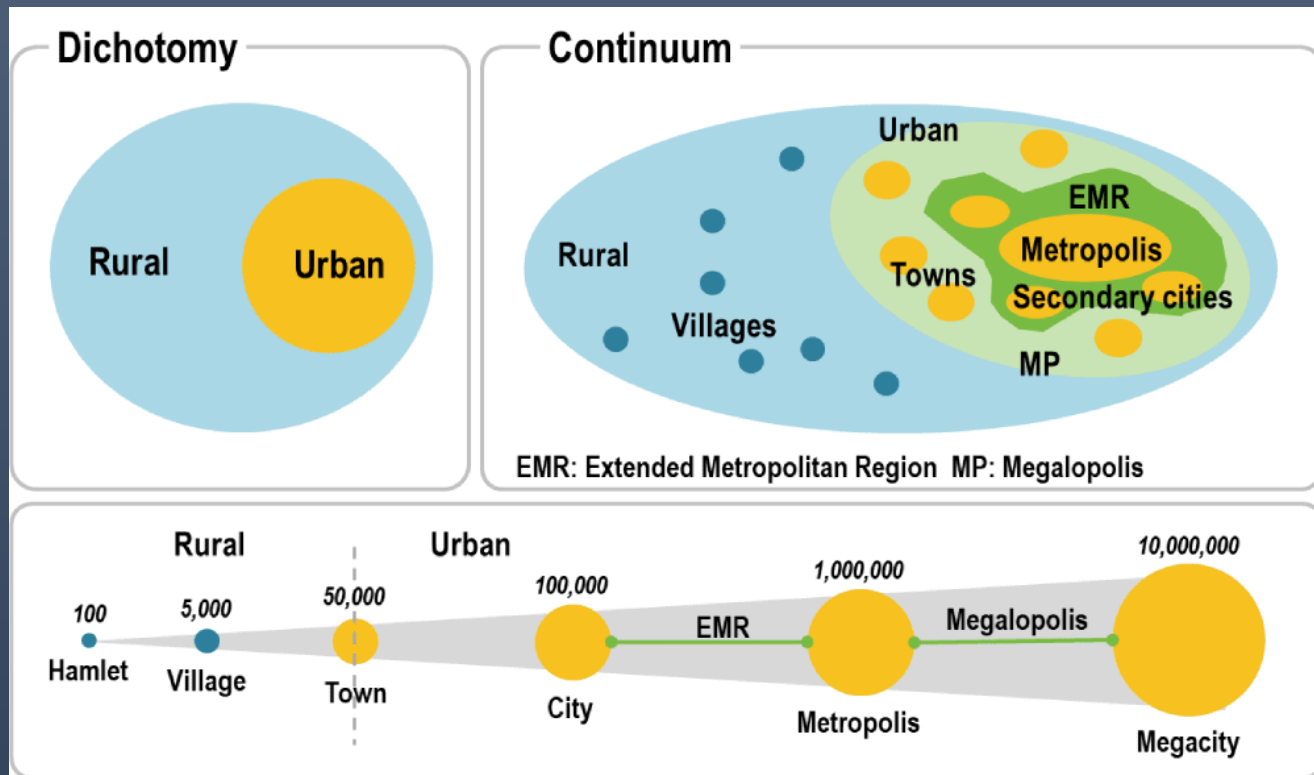 Dichotomy
Rural
Urban
Continuum
Urban
EMR
Metropolis
Rural
Towns
Secondary cities
Villages
MP
EMR: Extended Metropolitan Region MP: Megalopolis
Rural
Urban
100
5,000
50,000
100,000
1,000,000
10,000,000
EMR
Megalopolis
Hamlet
Village
Town
City
Metropolis
Megacity